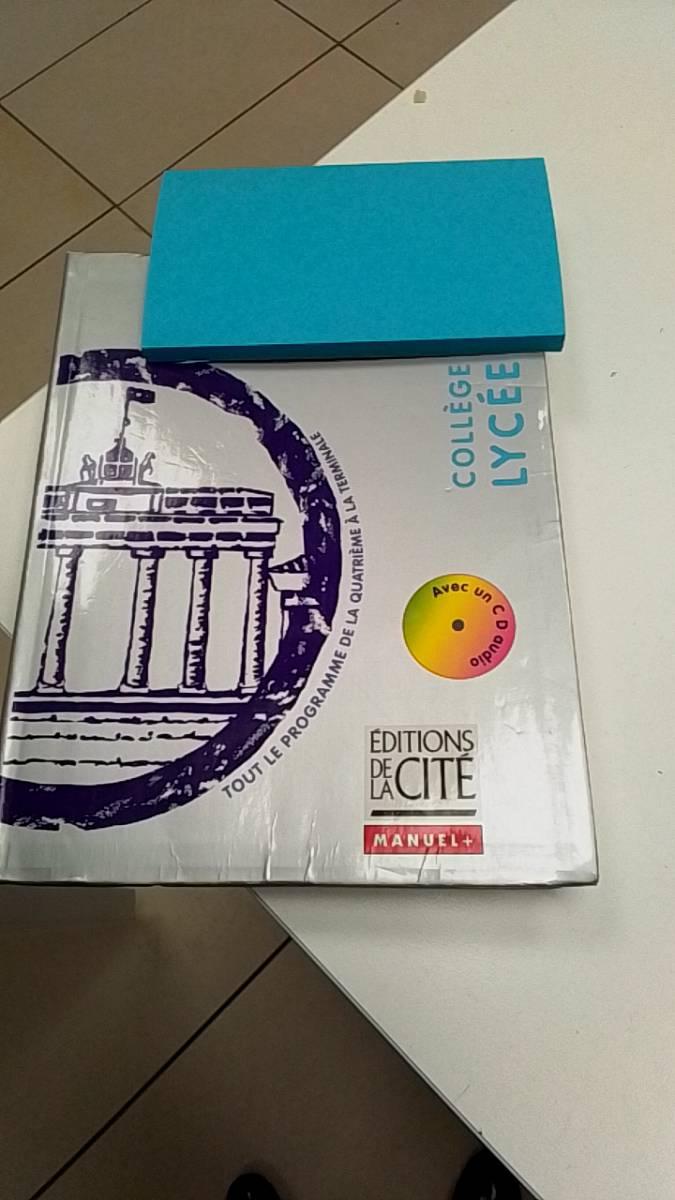 COLLÈGE
LYCÉE
TOUT LE PROGRAMME DE LA QUATRIÈME À LA TERMINALE
Avec un CD audio
ÉDITIONS
DE LA CITÉ
MANUEL+